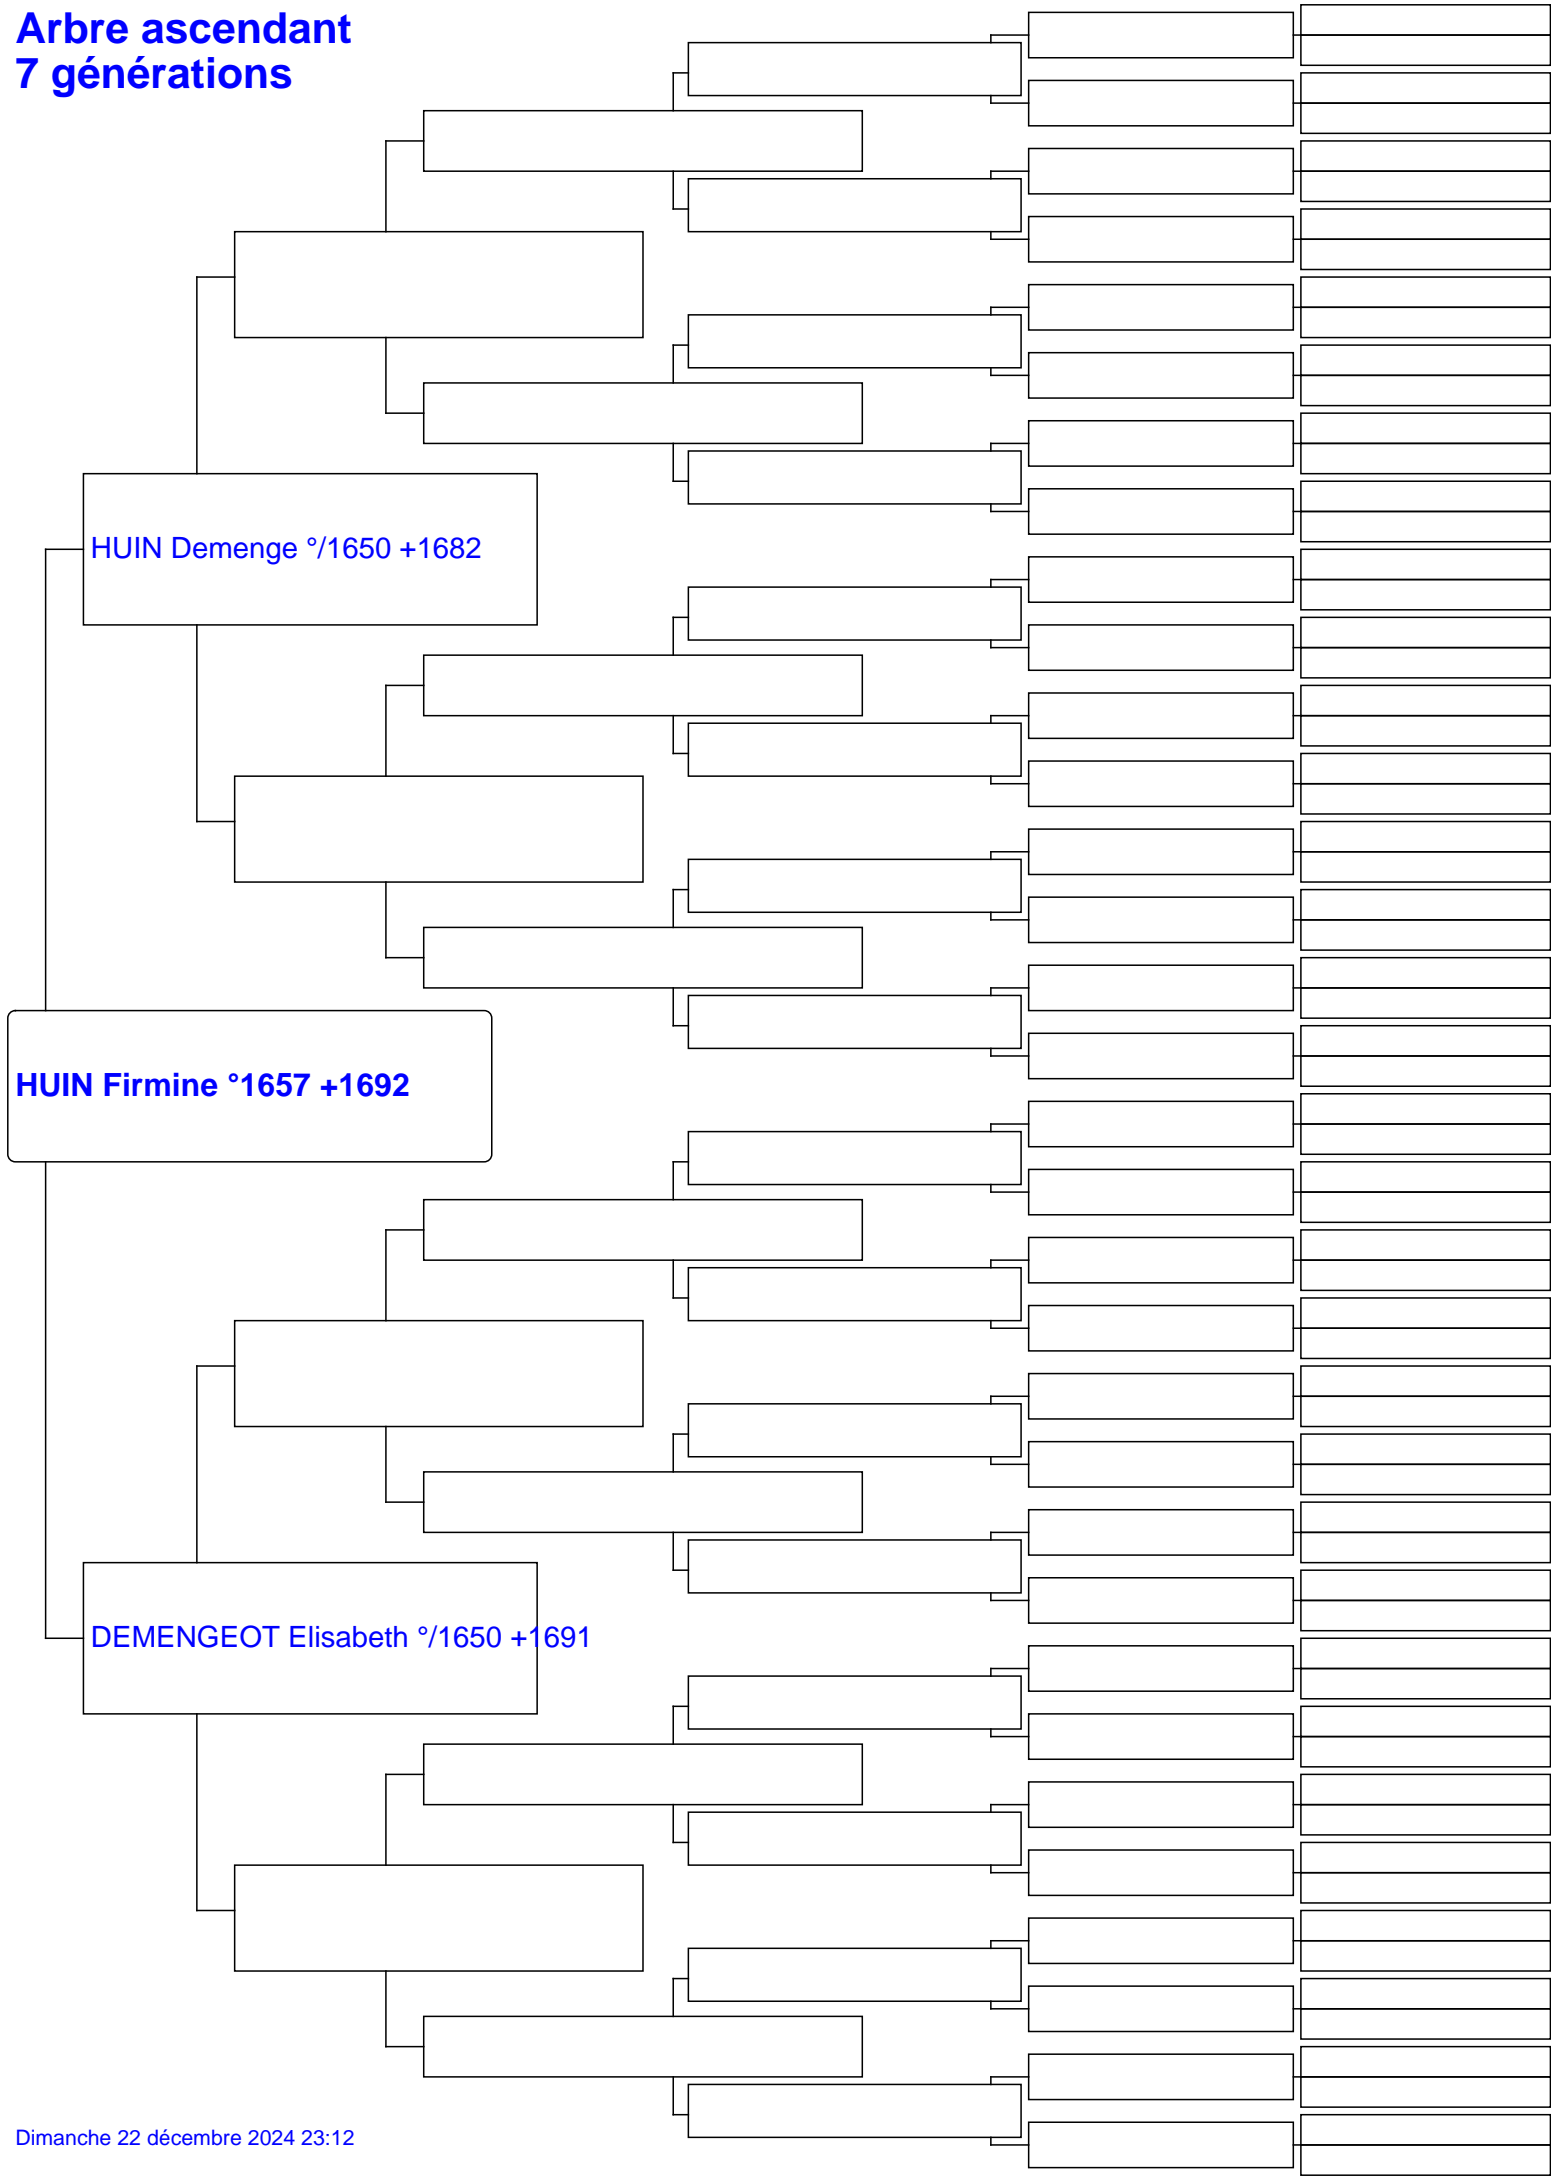 Arbre ascendant
7 générations
HUIN Demenge °/1650 +1682
HUIN Firmine °1657 +1692
DEMENGEOT Elisabeth °/1650 +1691
Dimanche 22 décembre 2024 23:12